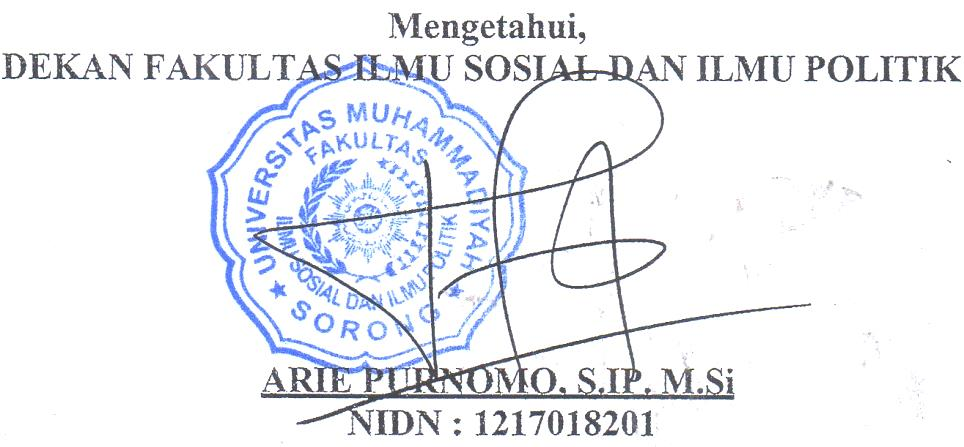 Mengetahui,
DEKAN FAKULTAS ILMU SOSIAL DAN ILMU POLITIK
UNIVERSITAS MUHAMMADIYAH
FAKULTAS
ILMU SOSIAL DAN ILMU POLITIK
SORONG
ARIE PURNOMO, S.IP. M.Si
NIDN : 1217018201